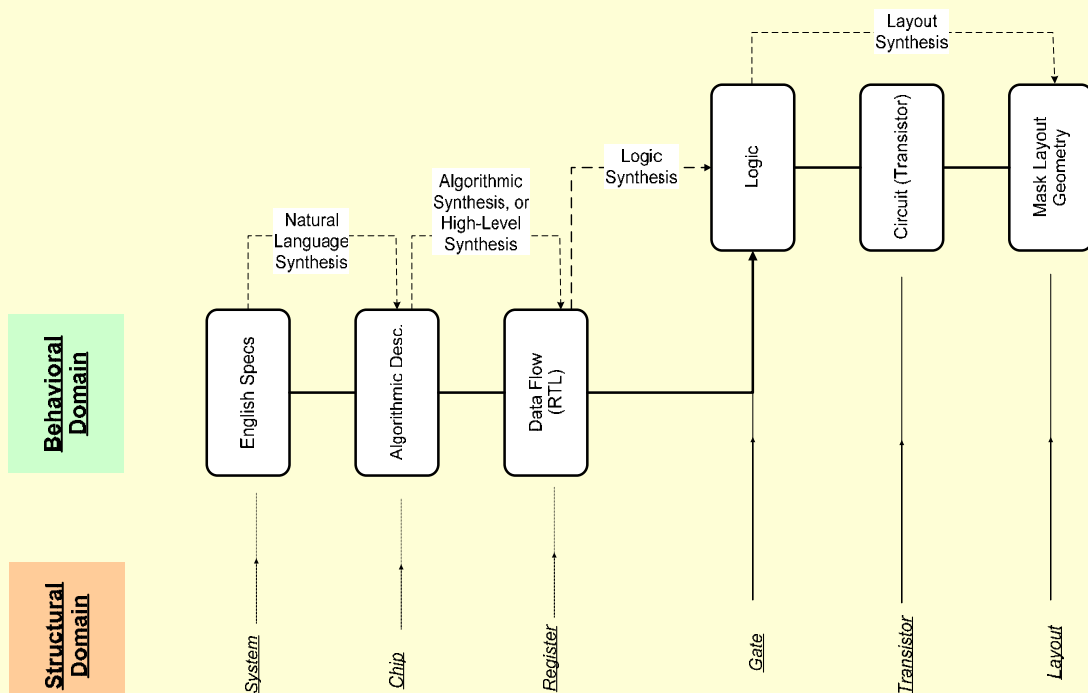 Layout
Synthesis
Logic
Circuit (Transistor)
Mask Layout
Geometry
Logic
Synthesis
Algorithmic
Synthesis, or
High-Level
Synthesis
Natural
Language
Synthesis
Behavioral
Domain
English Specs
Algorithmic Desc.
Data Flow
(RTL)
Structural
Domain
System
Chip
Register
Gate
Transistor
Layout